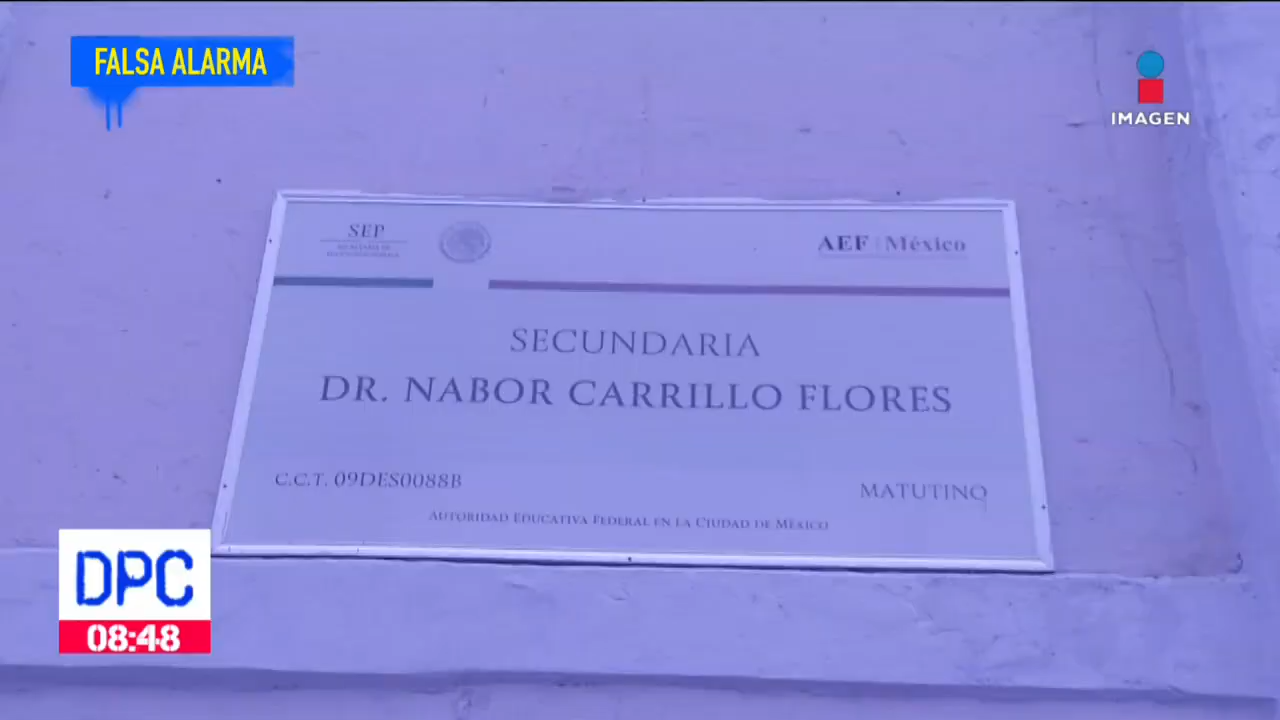 FALSA ALARMA
IMAGEN
SEP
AEF México
SECUNDARIA
DR. NABOR CARRILLO FLORES
C.C.T. 09DES0088B
MATUTINO
AUTORIDAD EDUCATIVA FEDERAL EN LA CIUDAD DE MÉXICO
DPC
08:48